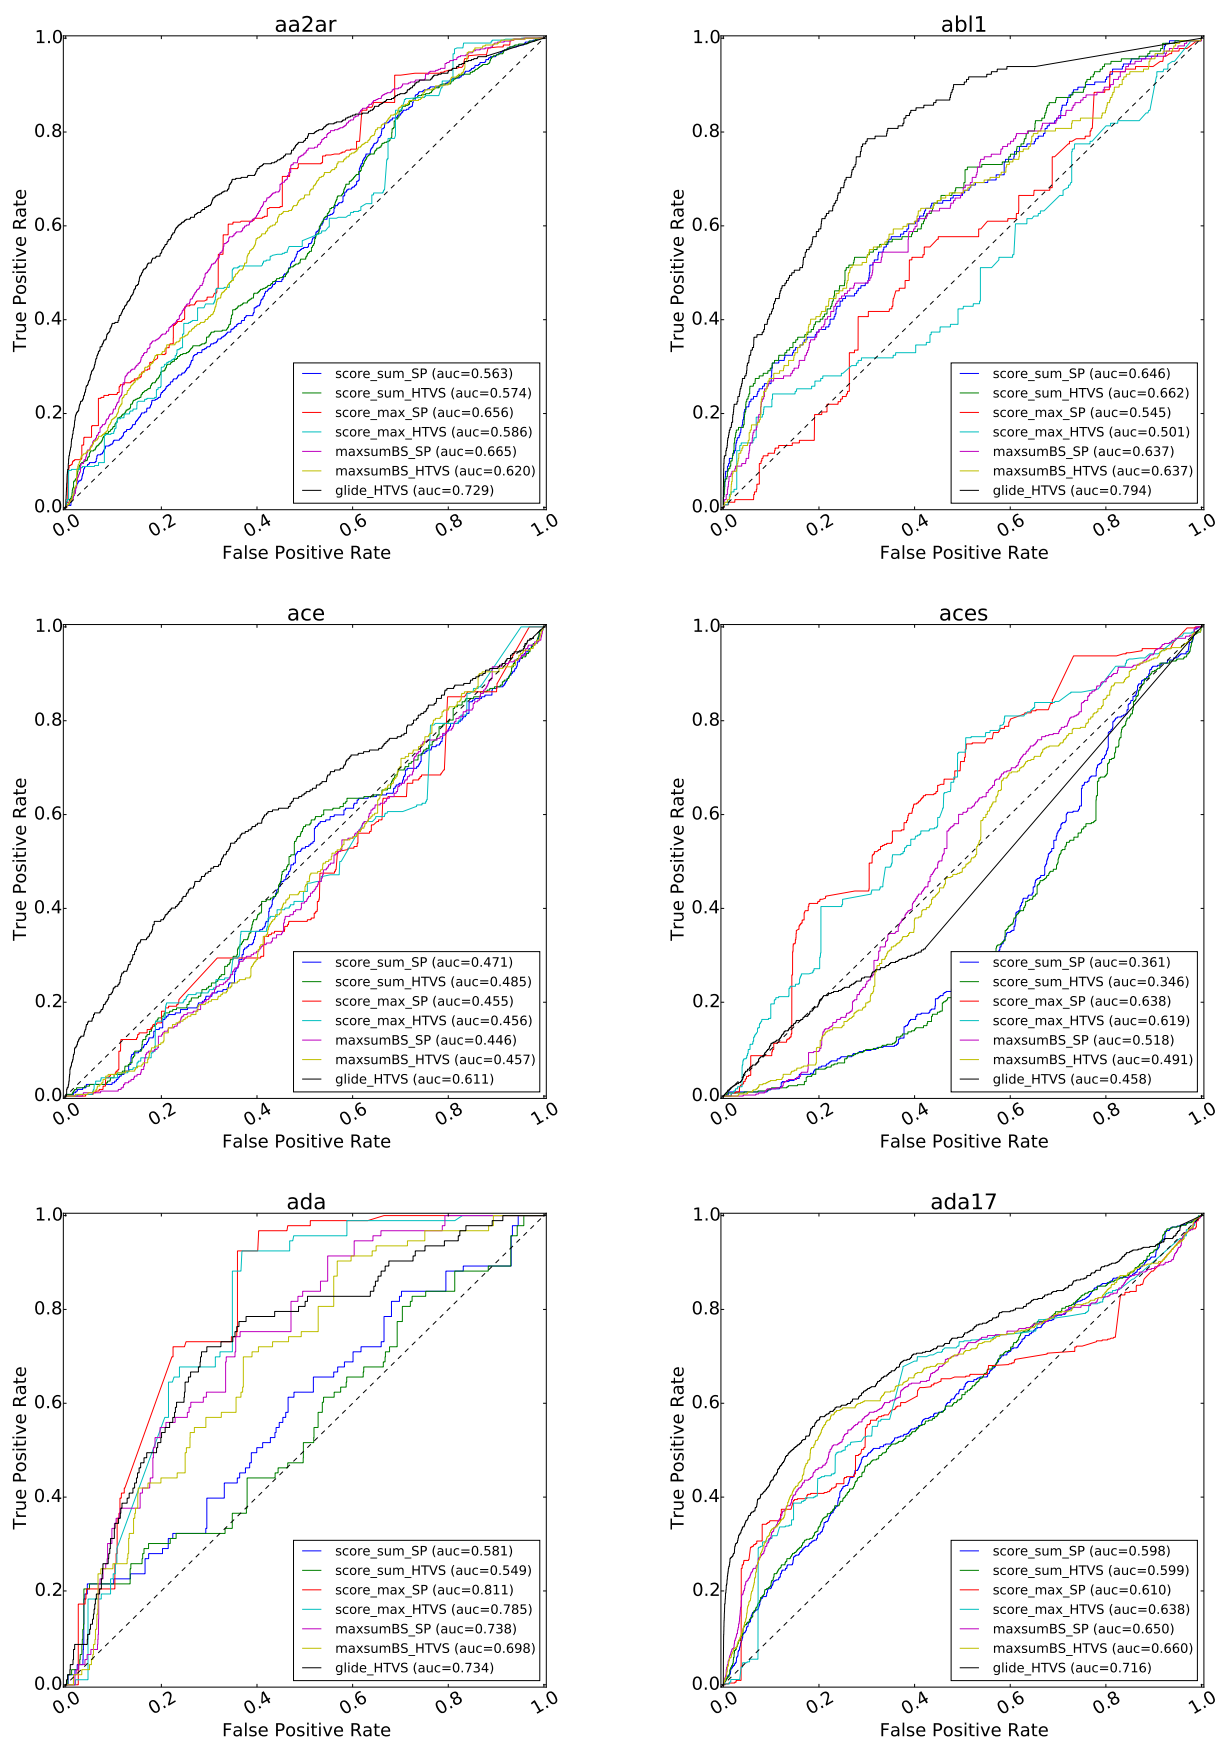 aa2ar
1.0
0.8
0.6
0.4
0.2
0.0
True Positive Rate
score_sum_SP (auc=0.563)
score_sum_HTVS (auc=0.574)
score_max_SP (auc=0.656)
score_max_HTVS (auc=0.586)
maxsumBS_SP (auc=0.665)
maxsumBS_HTVS (auc=0.620)
glide_HTVS (auc=0.729)
0.0 0.2 0.4 0.6 0.8 1.0
False Positive Rate
abl1
1.0
0.8
0.6
0.4
0.2
0.0
True Positive Rate
score_sum_SP (auc=0.646)
score_sum_HTVS (auc=0.662)
score_max_SP (auc=0.545)
score_max_HTVS (auc=0.501)
maxsumBS_SP (auc=0.637)
maxsumBS_HTVS (auc=0.637)
glide_HTVS (auc=0.794)
0.0 0.2 0.4 0.6 0.8 1.0
False Positive Rate
ace
1.0
0.8
0.6
0.4
0.2
0.0
True Positive Rate
score_sum_SP (auc=0.471)
score_sum_HTVS (auc=0.485)
score_max_SP (auc=0.455)
score_max_HTVS (auc=0.456)
maxsumBS_SP (auc=0.446)
maxsumBS_HTVS (auc=0.457)
glide_HTVS (auc=0.611)
0.0 0.2 0.4 0.6 0.8 1.0
False Positive Rate
aces
1.0
0.8
0.6
0.4
0.2
0.0
True Positive Rate
score_sum_SP (auc=0.361)
score_sum_HTVS (auc=0.346)
score_max_SP (auc=0.638)
score_max_HTVS (auc=0.619)
maxsumBS_SP (auc=0.518)
maxsumBS_HTVS (auc=0.491)
glide_HTVS (auc=0.458)
0.0 0.2 0.4 0.6 0.8 1.0
False Positive Rate
ada
1.0
0.8
0.6
0.4
0.2
0.0
True Positive Rate
score_sum_SP (auc=0.581)
score_sum_HTVS (auc=0.549)
score_max_SP (auc=0.811)
score_max_HTVS (auc=0.785)
maxsumBS_SP (auc=0.738)
maxsumBS_HTVS (auc=0.698)
glide_HTVS (auc=0.734)
0.0 0.2 0.4 0.6 0.8 1.0
False Positive Rate
ada17
1.0
0.8
0.6
0.4
0.2
0.0
True Positive Rate
score_sum_SP (auc=0.598)
score_sum_HTVS (auc=0.599)
score_max_SP (auc=0.610)
score_max_HTVS (auc=0.638)
maxsumBS_SP (auc=0.650)
maxsumBS_HTVS (auc=0.660)
glide_HTVS (auc=0.716)
0.0 0.2 0.4 0.6 0.8 1.0
False Positive Rate